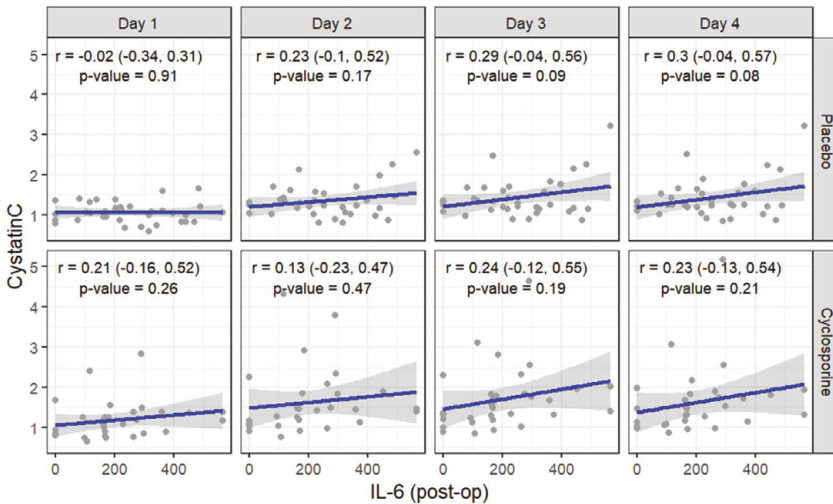 Day 1
Day 2
Day 3
Day 4
r = -0.02 (-0.34, 0.31)
p-value = 0.91
r = 0.23 (-0.1, 0.52)
p-value = 0.17
r = 0.29 (-0.04, 0.56)
p-value = 0.09
r = 0.3 (-0.04, 0.57)
p-value = 0.08
Placebo
5
4
3
2
1
r = 0.21 (-0.16, 0.52)
p-value = 0.26
r = 0.13 (-0.23, 0.47)
p-value = 0.47
r = 0.24 (-0.12, 0.55)
p-value = 0.19
r = 0.23 (-0.13, 0.54)
p-value = 0.21
Cyclosporine
5
4
3
2
1
CystatinC
0 200 400
0 200 400
0 200 400
0 200 400
IL-6 (post-op)